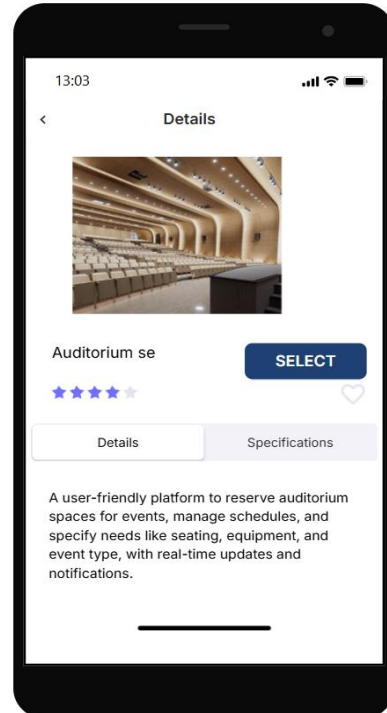 13:03
<
Details
Auditorium se
SELECT
Details
Specifications
A user-friendly platform to reserve auditorium
spaces for events, manage schedules, and
specify needs like seating, equipment, and
event type, with real-time updates and
notifications.